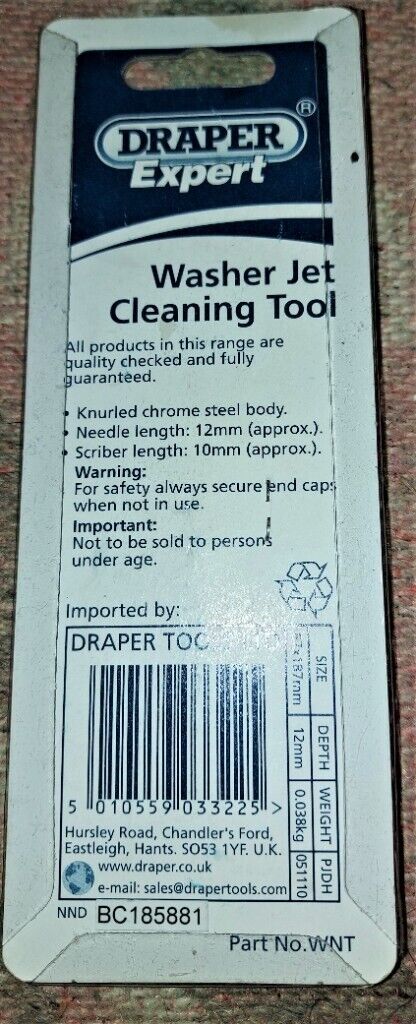 DRAPER®
Expert
Washer Jet
Cleaning Tool
All products in this range are
quality checked and fully
guaranteed.
• Knurled chrome steel body.
• Needle length: 12mm (approx.).
• Scriber length: 10mm (approx.).
Warning:
For safety always secure end caps
when not in use.
Important:
Not to be sold to persons
under age.
Imported by:
DRAPER
SIZE DEPTH WEIGHT PJDH
12mm 0.038kg 051110
5 010559 033225 >
Hursley Road, Chandler's Ford,
Eastleigh, Hants. SO53 1YF. U.K.
www.draper.co.uk
e-mail: sales@drapertools.com
NND BC185881
Part No.WNT